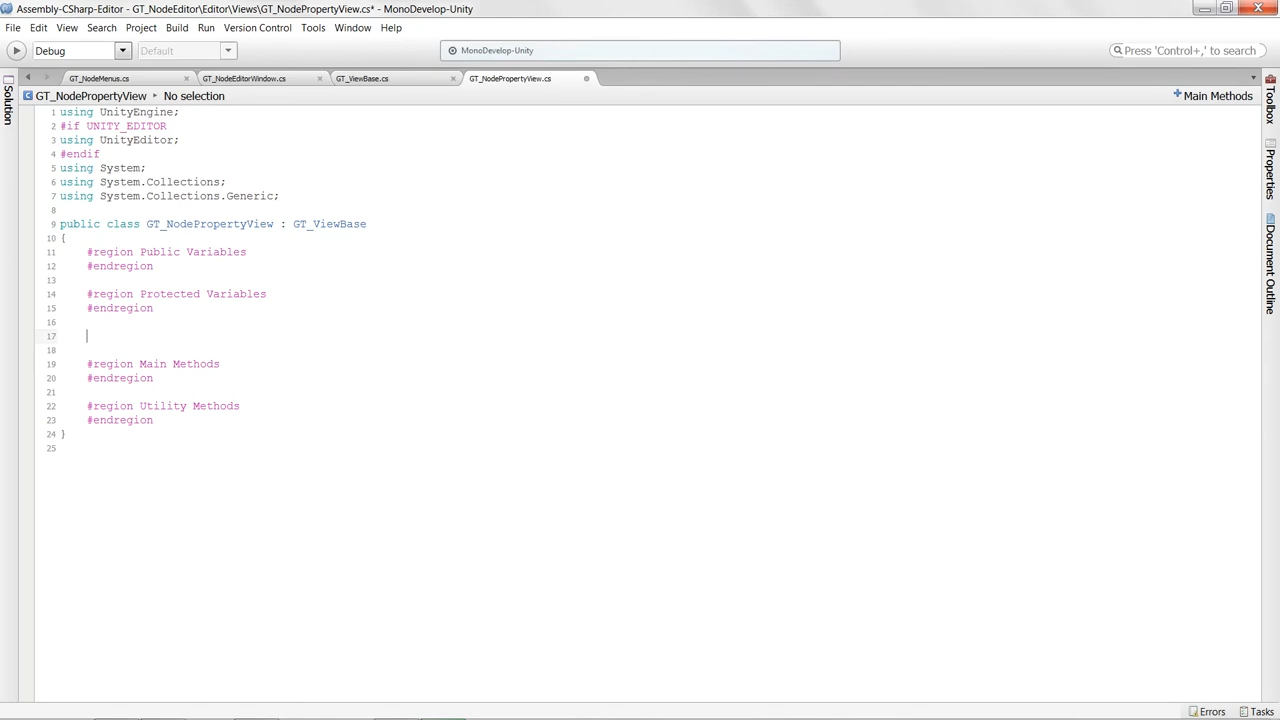 Assembly-CSharp-Editor - GT_NodeEditor\Editor\Views\GT_NodePropertyView.cs* - MonoDevelop-Unity
File Edit View Search Project Build Run Version Control Tools Window Help
Debug Default MonoDevelop-Unity Press 'Control+,' to search
GT_NodeMenus.cs GT_NodeEditorWindow.cs GT_ViewBase.cs GT_NodePropertyView.cs
GT_NodePropertyView No selection Main Methods
Solution
1 using UnityEngine;
2 #if UNITY_EDITOR
3 using UnityEditor;
4 #endif
5 using System;
6 using System.Collections;
7 using System.Collections.Generic;
8
9 public class GT_NodePropertyView : GT_ViewBase
10 {
11 #region Public Variables
12 #endregion
13
14 #region Protected Variables
15 #endregion
16
17
18
19 #region Main Methods
20 #endregion
21
22 #region Utility Methods
23 #endregion
24 }
25
Toolbox
Properties
Document Outline
Errors Tasks